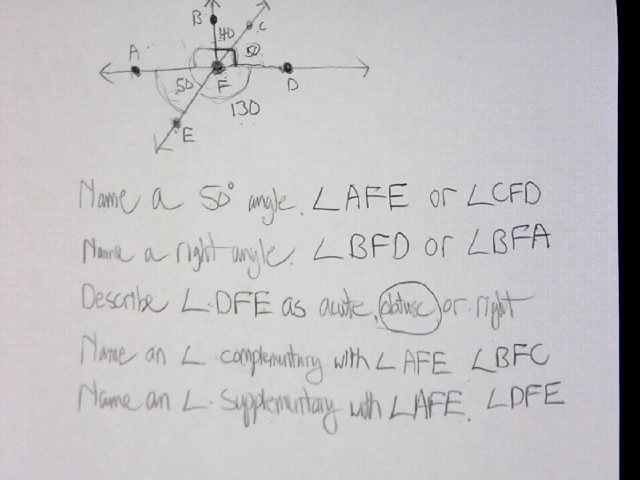 B
40
C
A
50
50
F
D
130
E
Name a 50° angle. ∠AFE or ∠CFD
Name a right angle. ∠BFD or ∠BFA
Describe ∠DFE as acute, obtuse or right
Name an ∠ complementary with ∠AFE ∠BFC
Name an ∠ supplementary with ∠AFE. ∠DFE